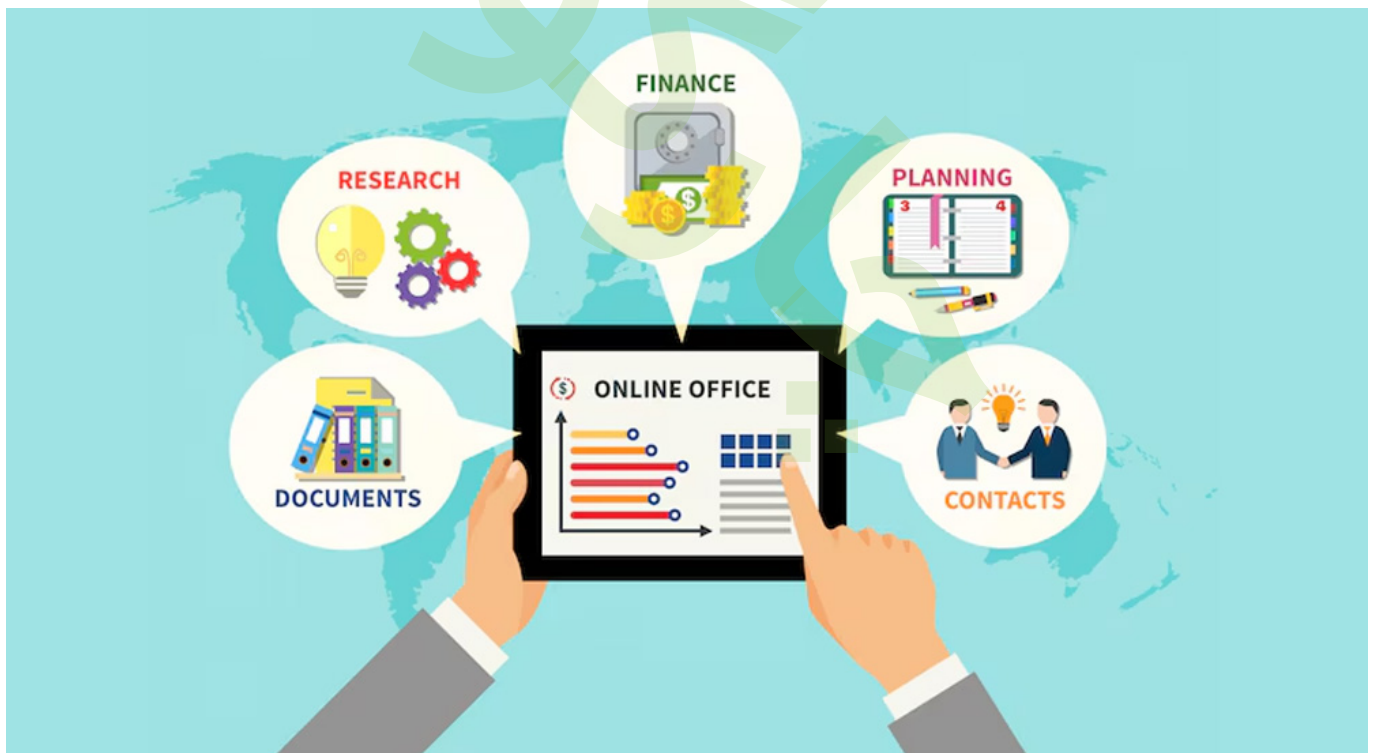 FINANCE
$
$
RESEARCH
PLANNING
3 4
$ ONLINE OFFICE
DOCUMENTS
CONTACTS